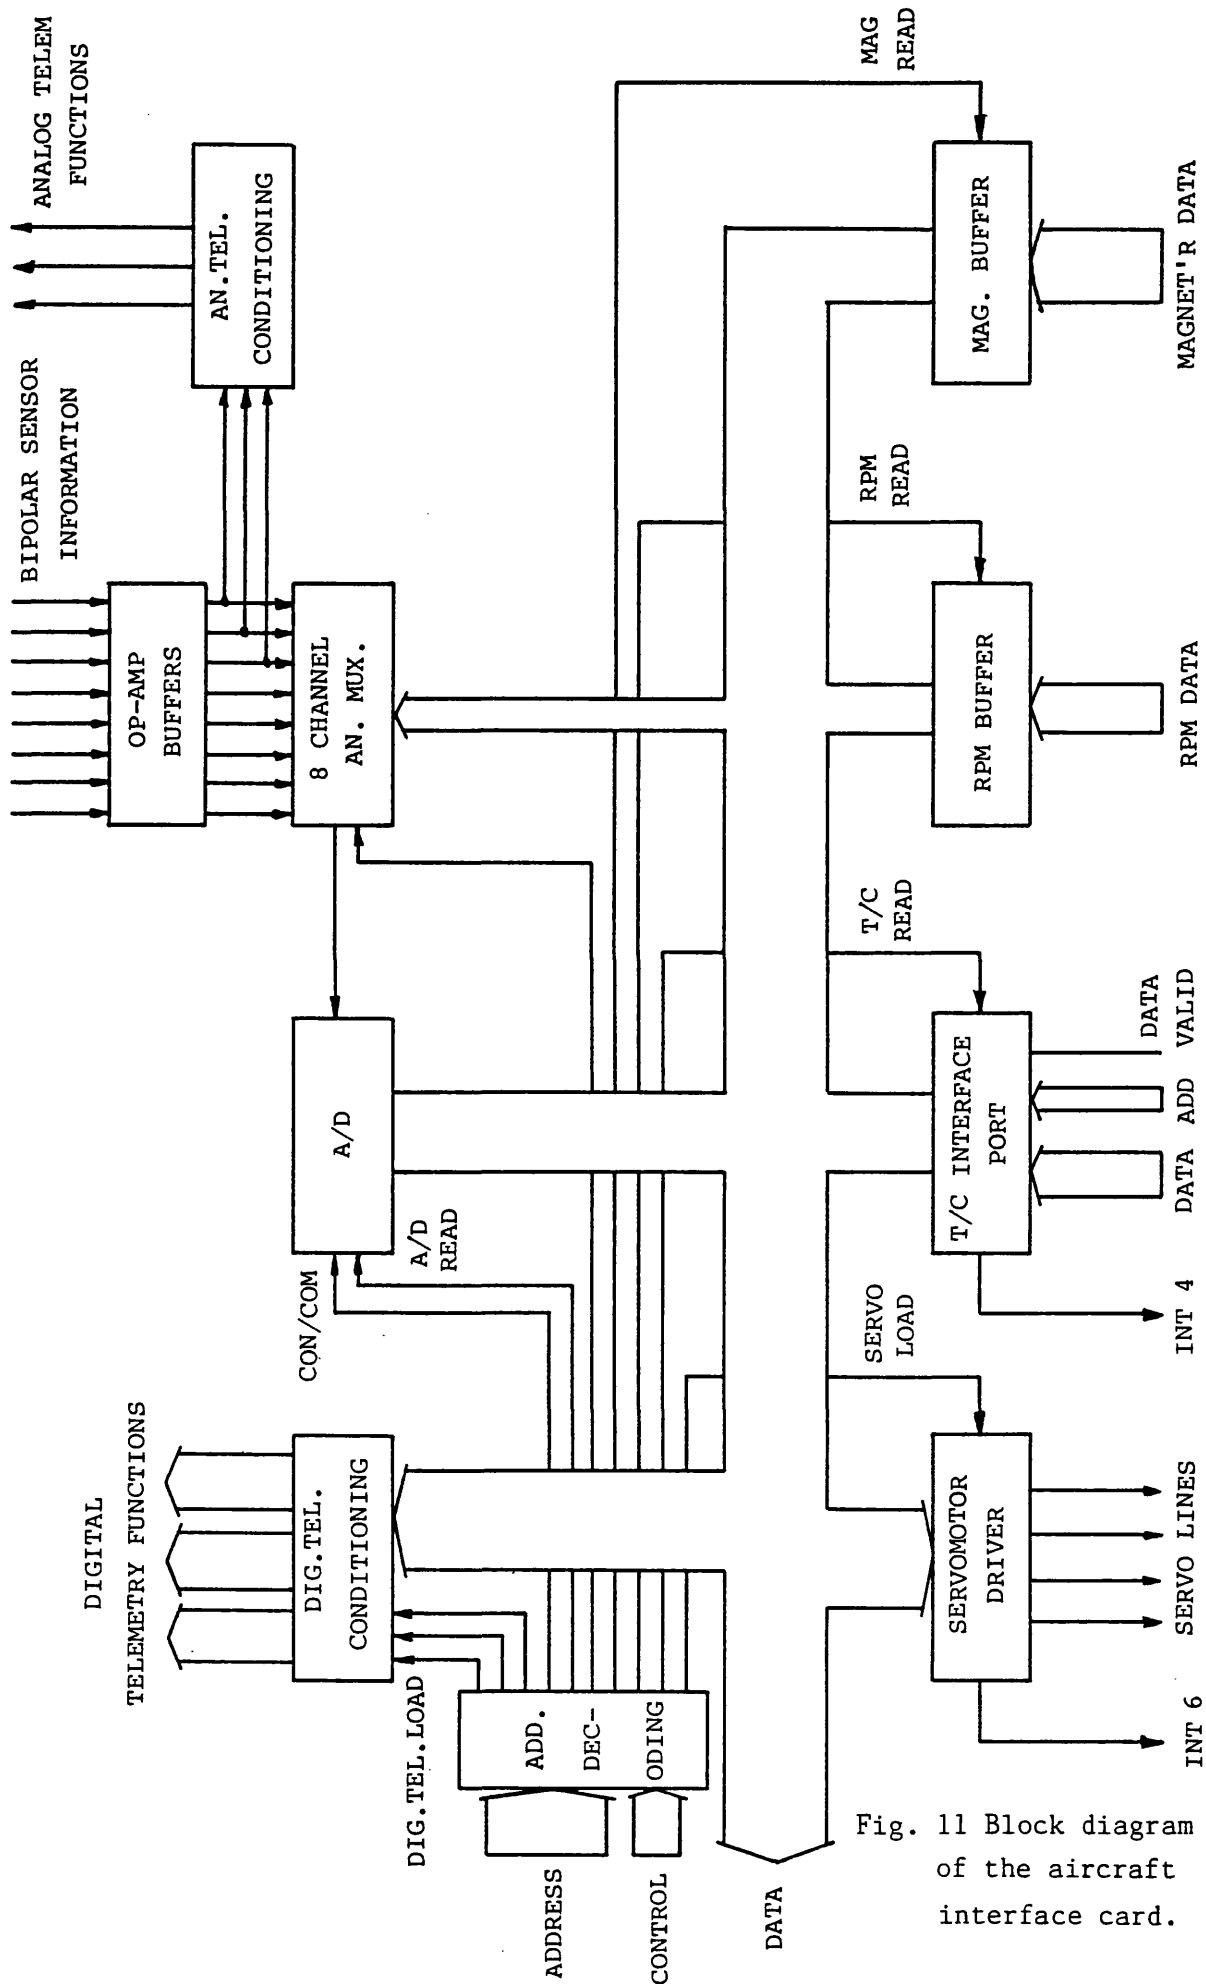 DIGITAL
TELEMETRY FUNCTIONS
BIPOLAR SENSOR
INFORMATION
ANALOG TELEM
FUNCTIONS
OP-AMP
BUFFERS
AN.TEL.
CONDITIONING
DIG.TEL.
CONDITIONING
CON/COM
A/D
8 CHANNEL
AN. MUX.
DIG.TEL.LOAD
A/D
READ
ADDRESS
CONTROL
ADD.
DEC-
ODING
DATA
SERVO
LOAD
T/C
READ
RPM
READ
MAG
READ
SERVOMOTOR
DRIVER
T/C INTERFACE
PORT
RPM BUFFER
MAG. BUFFER
INT 6
SERVO LINES
INT 4
DATA
ADD
DATA
VALID
RPM DATA
MAGNET'R DATA
Fig. 11 Block diagram
of the aircraft
interface card.